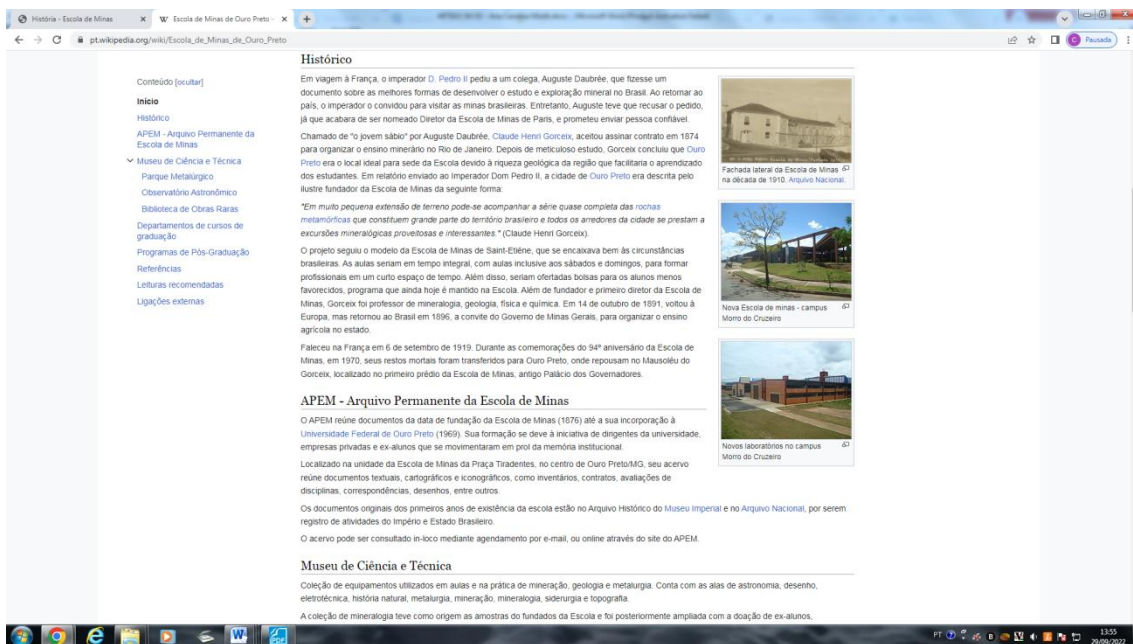 História - Escola de Minas
Escola de Minas de Ouro Preto -
pt.wikipedia.org/wiki/Escola_de_Minas_de_Ouro_Preto
Pausada
Conteúdo [ocultar]
Início
Histórico
APEM - Arquivo Permanente da
Escola de Minas
Museu de Ciência e Técnica
Parque Metalúrgico
Observatório Astronômico
Biblioteca de Obras Raras
Departamentos de cursos de
graduação
Programas de Pós-Graduação
Referências
Leituras recomendadas
Ligações externas
Histórico
Em viagem à França, o imperador D. Pedro II pediu a um colega, Auguste Daubrée, que fizesse um
documento sobre as melhores formas de desenvolver o estudo e exploração mineral no Brasil. Ao retornar ao
país, o imperador o convidou para visitar as minas brasileiras. Entretanto, Auguste teve que recusar o pedido,
já que acabara de ser nomeado Diretor da Escola de Minas de Paris, e prometeu enviar pessoa confiável.
Chamado de "o jovem sábio" por Auguste Daubrée, Claude Henri Gorceix, aceitou assinar contrato em 1874
para organizar o ensino minerário no Rio de Janeiro. Depois de meticuloso estudo, Gorceix concluiu que Ouro
Preto era o local ideal para sede da Escola devido à riqueza geológica da região que facilitaria o aprendizado
dos estudantes. Em relatório enviado ao Imperador Dom Pedro II, a cidade de Ouro Preto era descrita pelo
ilustre fundador da Escola de Minas da seguinte forma:
"Em muito pequena extensão de terreno pode-se acompanhar a série quase completa das rochas
metamórficas que constituem grande parte do território brasileiro e todos os arredores da cidade se prestam a
excursões mineralógicas proveitosas e interessantes." (Claude Henri Gorceix).
O projeto seguiu o modelo da Escola de Minas de Saint-Etiéne, que se encaixava bem às circunstâncias
brasileiras. As aulas seriam em tempo integral, com aulas inclusive aos sábados e domingos, para formar
profissionais em um curto espaço de tempo. Além disso, seriam ofertadas bolsas para os alunos menos
favorecidos, programa que ainda hoje é mantido na Escola. Além de fundador e primeiro diretor da Escola de
Minas, Gorceix foi professor de mineralogia, geologia, física e química. Em 14 de outubro de 1891, voltou à
Europa, mas retornou ao Brasil em 1896, a convite do Governo de Minas Gerais, para organizar o ensino
agrícola no estado.
Faleceu na França em 6 de setembro de 1919. Durante as comemorações do 94º aniversário da Escola de
Minas, em 1970, seus restos mortais foram transferidos para Ouro Preto, onde repousam no Mausoléu do
Gorceix, localizado no primeiro prédio da Escola de Minas, antigo Palácio dos Governadores.
Fachada lateral da Escola de Minas
na década de 1910. Arquivo Nacional.
Nova Escola de minas - campus
Morro do Cruzeiro
Novos laboratórios no campus
Morro do Cruzeiro
APEM - Arquivo Permanente da Escola de Minas
O APEM reúne documentos da data de fundação da Escola de Minas (1876) até a sua incorporação à
Universidade Federal de Ouro Preto (1969). Sua formação se deve à iniciativa de dirigentes da universidade,
empresas privadas e ex-alunos que se movimentaram em prol da memória institucional.
Localizado na unidade da Escola de Minas da Praça Tiradentes, no centro de Ouro Preto/MG, seu acervo
reúne documentos textuais, cartográficos e iconográficos, como inventários, contratos, avaliações de
disciplinas, correspondências, desenhos, entre outros.
Os documentos originais dos primeiros anos de existência da escola estão no Arquivo Histórico do Museu Imperial e no Arquivo Nacional, por serem
registro de atividades do Império e Estado Brasileiro.
O acervo pode ser consultado in-loco mediante agendamento por e-mail, ou online através do site do APEM.
Museu de Ciência e Técnica
Coleção de equipamentos utilizados em aulas e na prática de mineração, geologia e metalurgia. Conta com as alas de astronomia, desenho,
eletrotécnica, história natural, metalurgia, mineração, mineralogia, siderurgia e topografia.
A coleção de mineralogia teve como origem as amostras do fundados da Escola e foi posteriormente ampliada com a doação de ex-alunos,
PT
13:55
29/09/2022